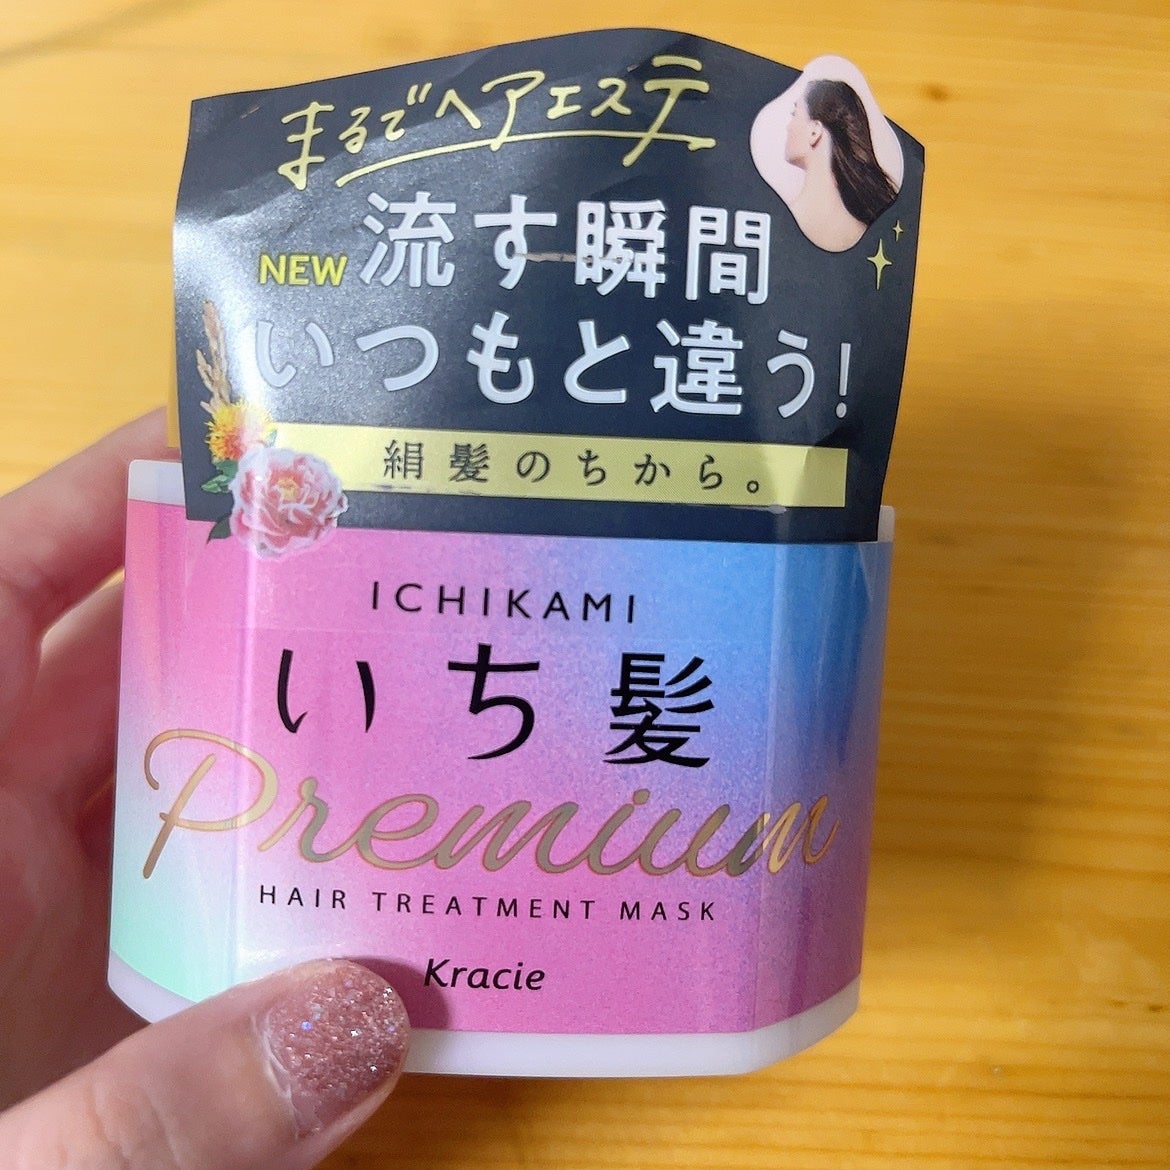 まるでヘアエステ
NEW 流す瞬間
いつもと違う!
絹髪のちから。
ICHIKAMI
いち髪
Premium
HAIR TREATMENT MASK
Kracie